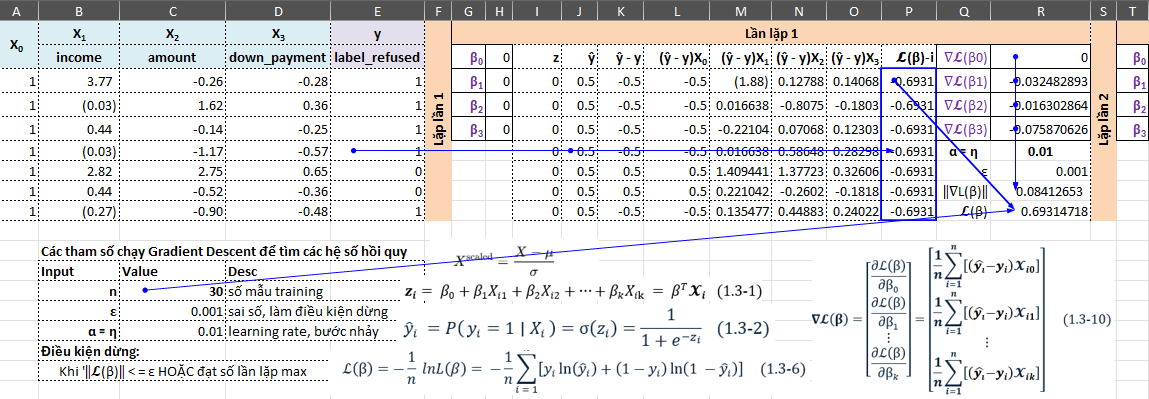 A B C D E F G H I J K L M N O P Q R S T
X₀ X₁ X₂ X₃ y Lần lặp 1
income amount down_payment label_refused Lặp lần 1 β₀ 0 z ŷ ŷ - y (ŷ - y)X₀ (ŷ - y)X₁ (ŷ - y)X₂ (ŷ - y)X₃ ℒ(β)-i ∇ℒ(β0) 0 Lặp lần 2 β₀
1 3.77 -0.26 -0.28 1 β₁ 0 0 0.5 -0.5 -0.5 (1.88) 0.12788 0.14068 -0.6931 ∇ℒ(β1) -0.032482893 β₁
1 (0.03) 1.62 0.36 1 β₂ 0 0 0.5 -0.5 -0.5 0.016638 -0.8075 -0.1803 -0.6931 ∇ℒ(β2) -0.016302864 β₂
1 0.44 -0.14 -0.25 1 β₃ 0 0 0.5 -0.5 -0.5 -0.22104 0.07068 0.12303 -0.6931 ∇ℒ(β3) -0.075870626 β₃
1 (0.03) -1.17 -0.57 1 0 0.5 -0.5 -0.5 0.016638 0.58648 0.28298 -0.6931 α = η 0.01
1 2.82 2.75 0.65 0 0 0.5 -0.5 0.5 1.409441 1.37723 0.32606 -0.6931 ε 0.001
1 0.44 -0.52 -0.36 0 0 0.5 -0.5 0.5 0.221042 -0.2602 -0.1818 -0.6931 ‖∇L(β)‖ 0.08412653
1 (0.27) -0.90 -0.48 1 0 0.5 -0.5 -0.5 0.135477 0.44883 0.24022 -0.6931 ℒ(β) 0.69314718
Các tham số chạy Gradient Descent để tìm các hệ số hồi quy
Input Value Desc
n 30 số mẫu training
ε 0.001 sai số, làm điều kiện dừng
α = η 0.01 learning rate, bước nhảy
Điều kiện dừng:
Khi '‖ℒ(β)‖ < = ε HOẶC đạt số lần lặp max
X^scaled = (X − μ)/σ
zᵢ = β₀ + β₁Xᵢ₁ + β₂Xᵢ₂ + ⋯ + βₖXᵢₖ = βᵀXᵢ (1.3-1)
ŷᵢ = P(yᵢ = 1 | Xᵢ) = σ(zᵢ) = 1/(1 + e^(−zᵢ)) (1.3-2)
ℒ(β) = −1/n lnL(β) = −1/n ∑ᵢ₌₁ⁿ[yᵢ ln(ŷᵢ) + (1 − yᵢ) ln(1 − ŷᵢ)] (1.3-6)
∇ℒ(β) = [∂ℒ(β)/∂β₀ ∂ℒ(β)/∂β₁ ⋮ ∂ℒ(β)/∂βₖ] = [1/n ∑ᵢ₌₁ⁿ[(ŷᵢ−yᵢ)Xᵢ₀] 1/n ∑ᵢ₌₁ⁿ[(ŷᵢ−yᵢ)Xᵢ₁] ⋮ 1/n ∑ᵢ₌₁ⁿ[(ŷᵢ−yᵢ)Xᵢₖ]] (1.3-10)